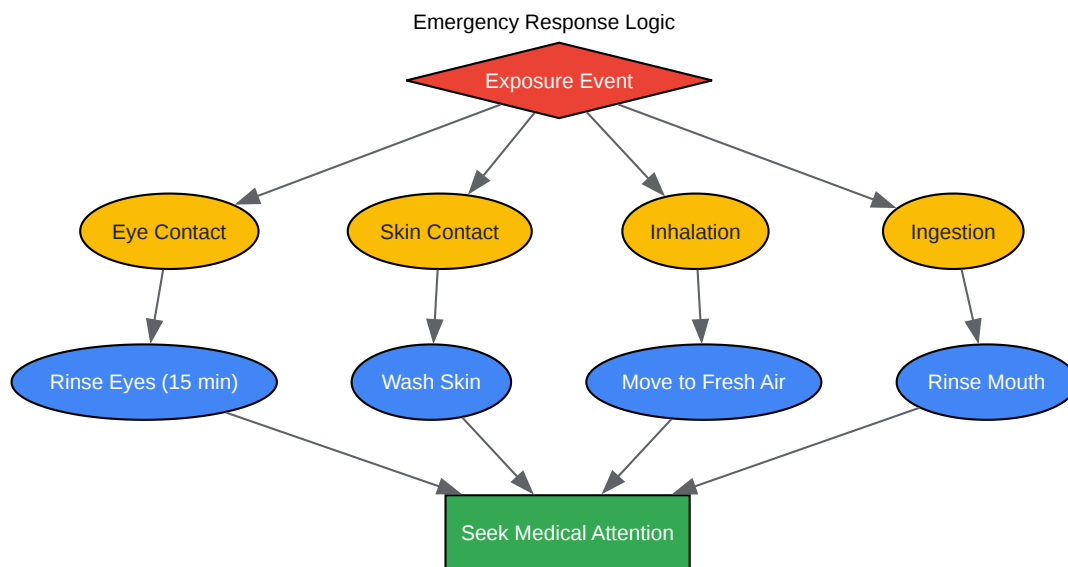 Emergency Response Logic
Exposure Event
Eye Contact
Skin Contact
Inhalation
Ingestion
Rinse Eyes (15 min)
Wash Skin
Move to Fresh Air
Rinse Mouth
Seek Medical Attention